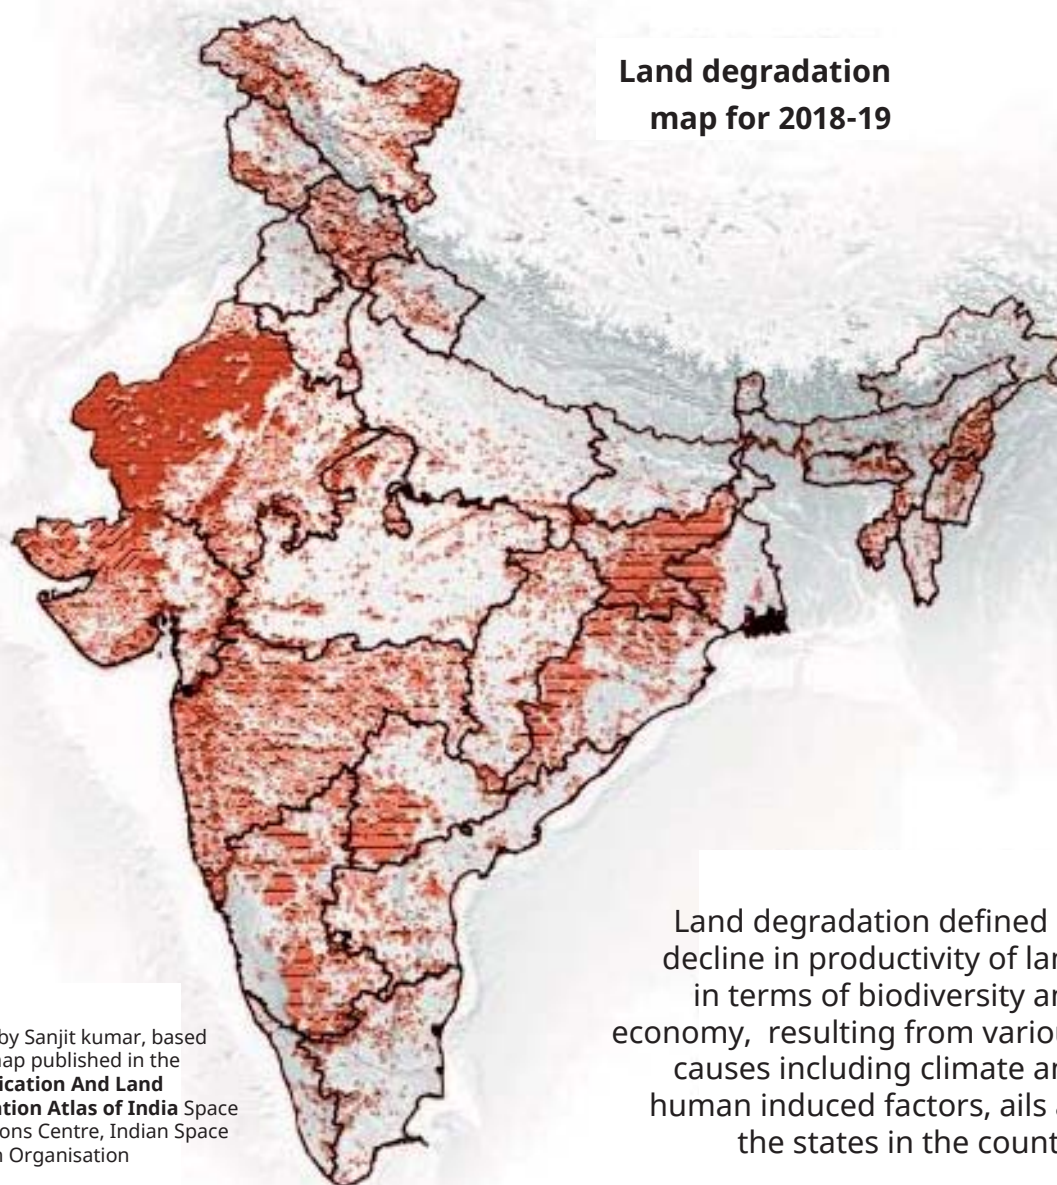 Land degradation
map for 2018-19
Land degradation defined
decline in productivity of
in terms of biodiversity
economy, resulting from
causes including climate
human induced factors, ails
the states in the
by Sanjit kumar, based
published in the
And Land
Atlas of India Space
Centre, Indian Space
Organisation